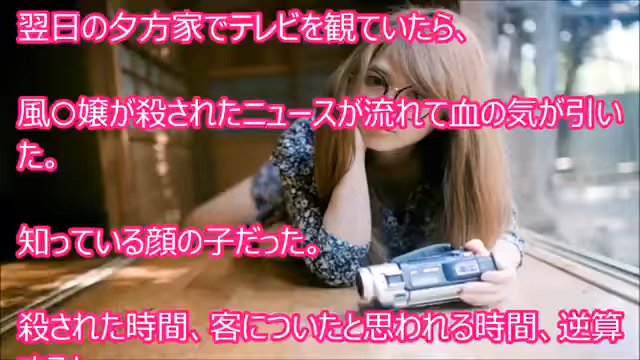 翌日の夕方家でテレビを観ていたら、
風〇嬢が殺されたニュースが流れて血の気が引い
た。
知っている顔の子だった。
殺された時間、客についたと思われる時間、逆算